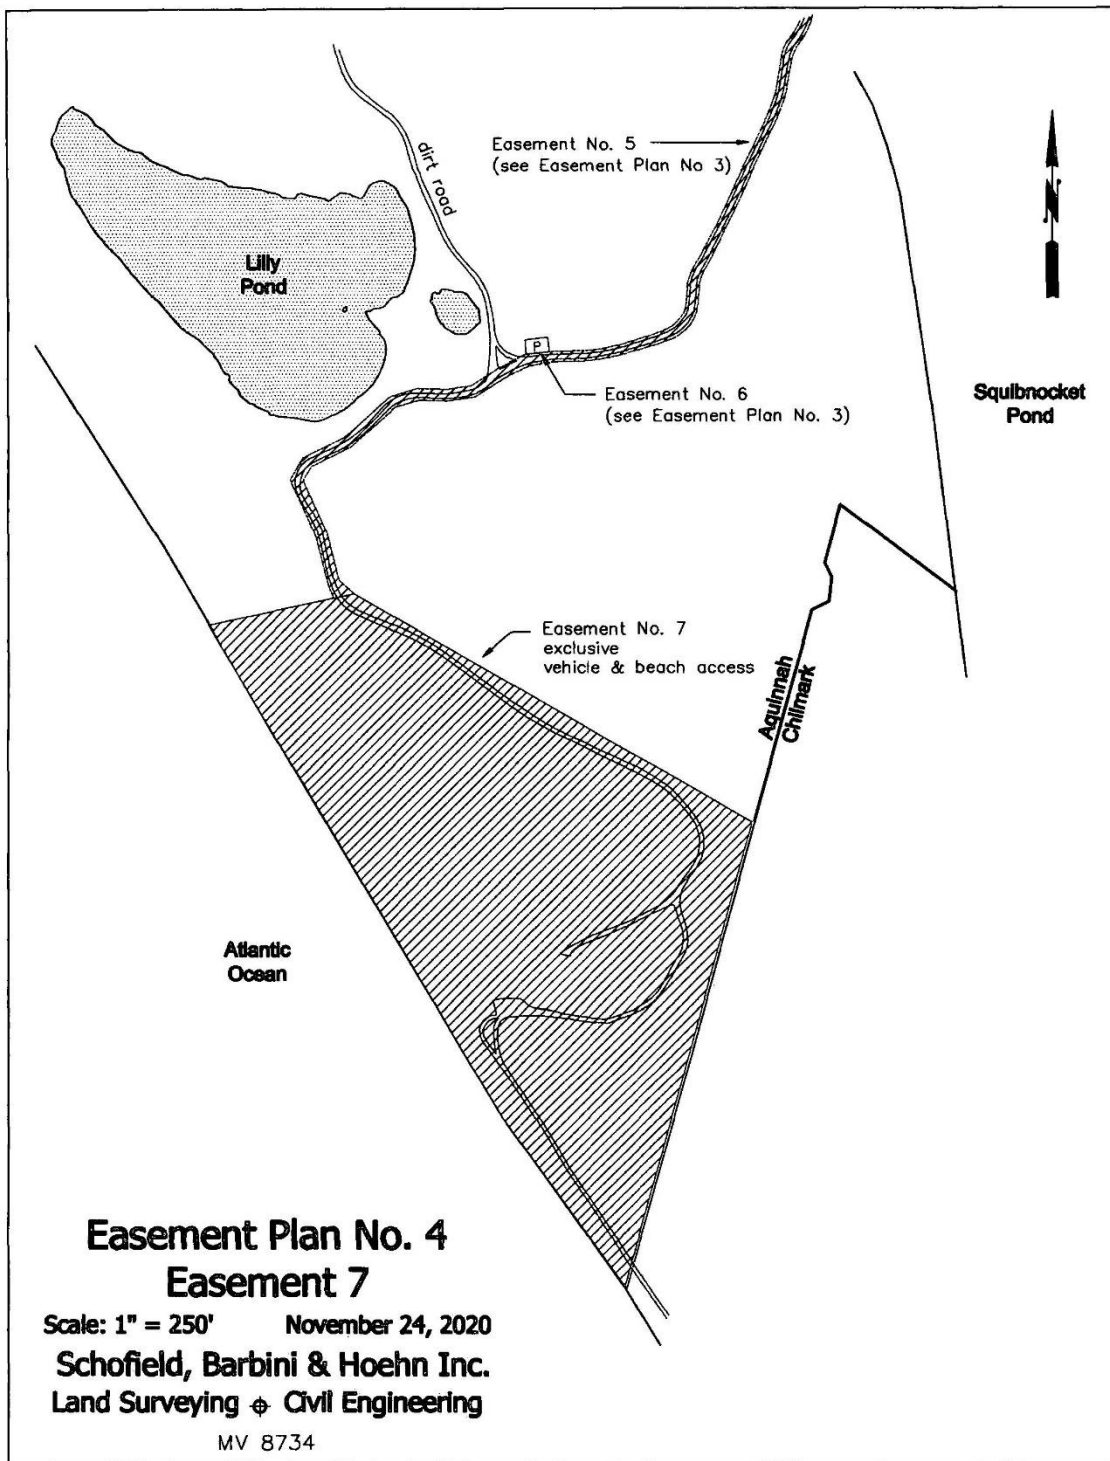 dirt road
Easement No. 5
(see Easement Plan No 3)
N
Lilly
Pond
P
Easement No. 6
(see Easement Plan No. 3)
Squibnocket
Pond
Easement No. 7
exclusive
vehicle & beach access
Aquinnah
Chilmark
Atlantic
Ocean
Easement Plan No. 4
Easement 7
Scale: 1" = 250' November 24, 2020
Schofield, Barbini & Hoehn Inc.
Land Surveying Civil Engineering
MV 8734